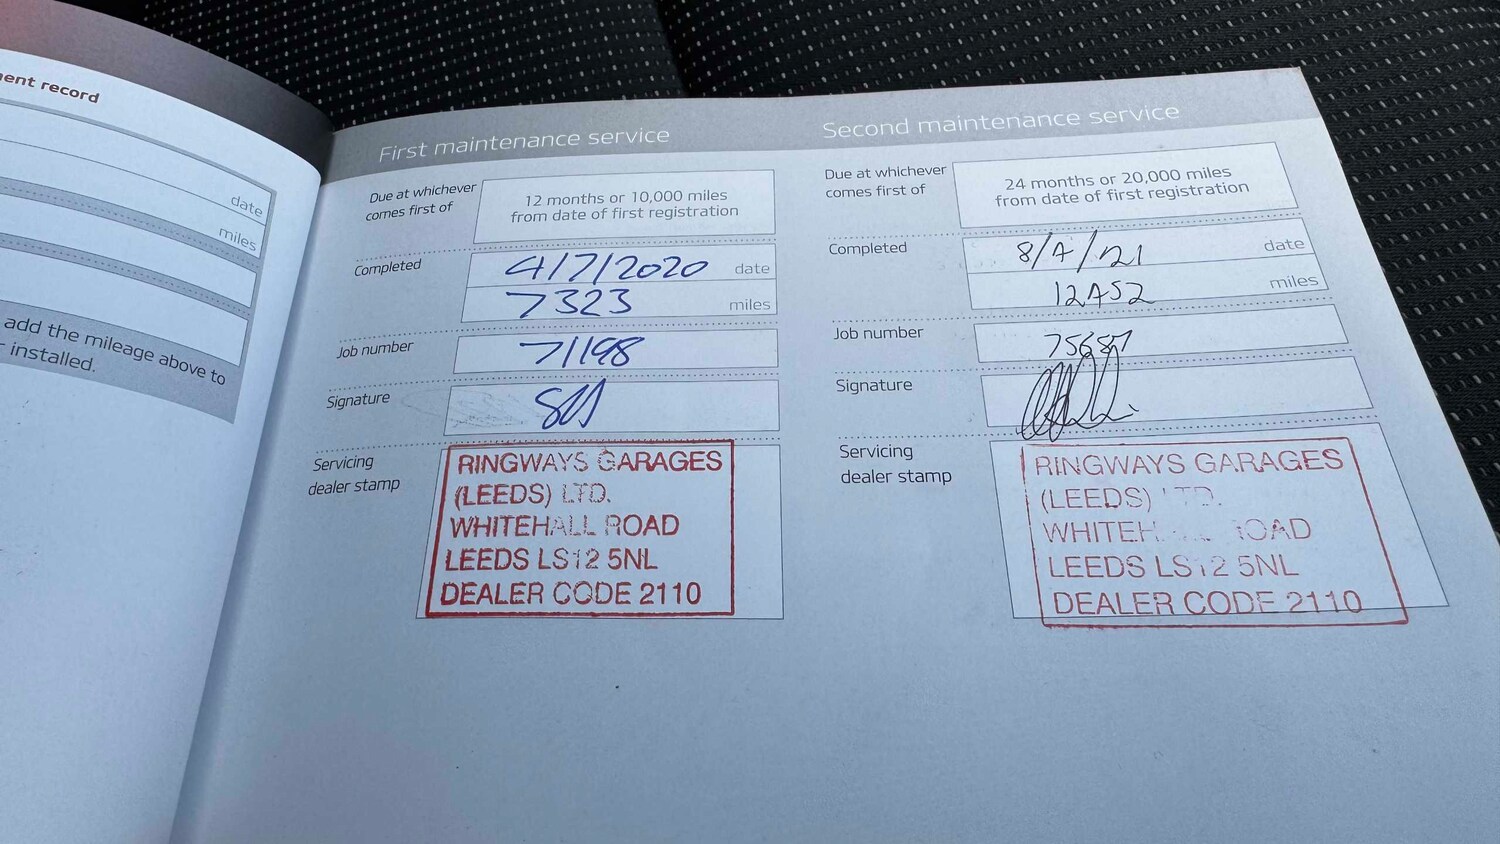 ent record
date
miles
add the mileage above to
installed.
First maintenance service
Due at whichever
comes first of
12 months or 10,000 miles
from date of first registration
Completed
4/7/2020 date
7323 miles
Job number
71198
Signature
Servicing
dealer stamp
RINGWAYS GARAGES
(LEEDS) LTD.
WHITEHALL ROAD
LEEDS LS12 5NL
DEALER CODE 2110
Second maintenance service
Due at whichever
comes first of
24 months or 20,000 miles
from date of first registration
Completed
8/4/21 date
12452 miles
Job number
Signature
Servicing
dealer stamp
RINGWAYS GARAGES
(LEEDS) LTD.
WHITEH ROAD
LEEDS LS12 5NL
DEALER CODE 2110